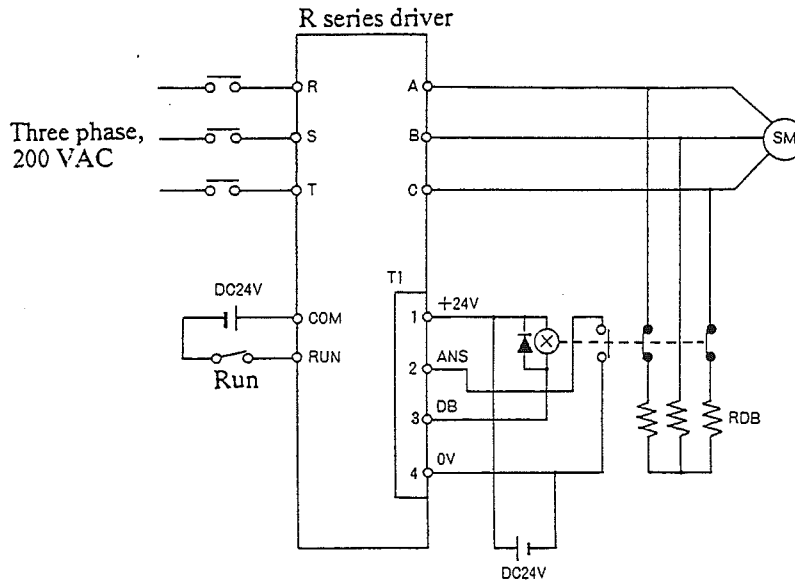 R series driver
R
A
Three phase,
200 VAC
S
B
SM
T
C
T1
DC24V
+24V
COM
1
RUN
ANS
Run
2
DB
3
RDB
0V
4
DC24V